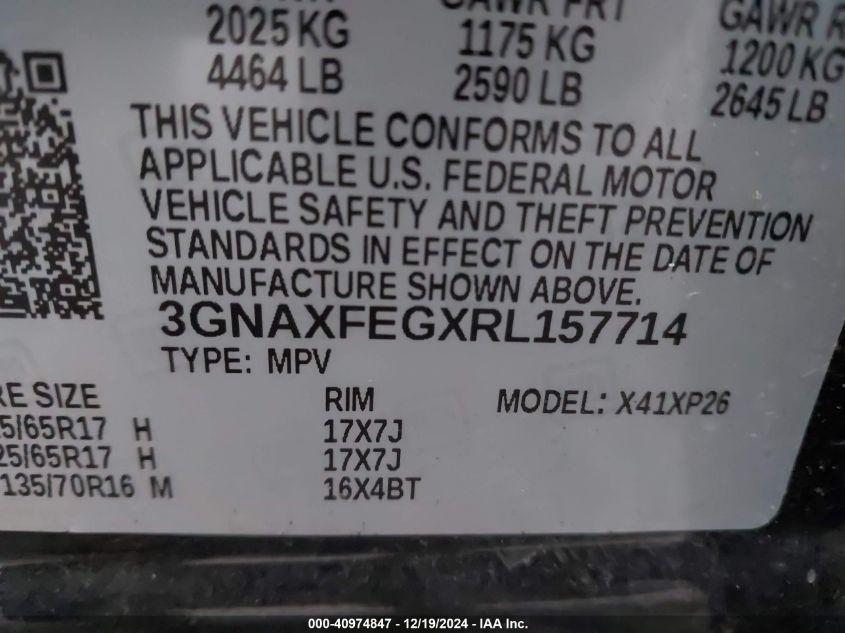 2025 KG
4464 LB
GAWR FRT
1175 KG
2590 LB
GAWR R
1200 KG
2645 LB
THIS VEHICLE CONFORMS TO ALL
APPLICABLE U.S. FEDERAL MOTOR
VEHICLE SAFETY AND THEFT PREVENTION
STANDARDS IN EFFECT ON THE DATE OF
MANUFACTURE SHOWN ABOVE.
3GNAXFEGXRL157714
TYPE: MPV
RE SIZE RIM MODEL: X41XP26
5/65R17 H 17X7J
25/65R17 H 17X7J
135/70R16 M 16X4BT
000-40974847 - 12/19/2024 - IAA Inc.